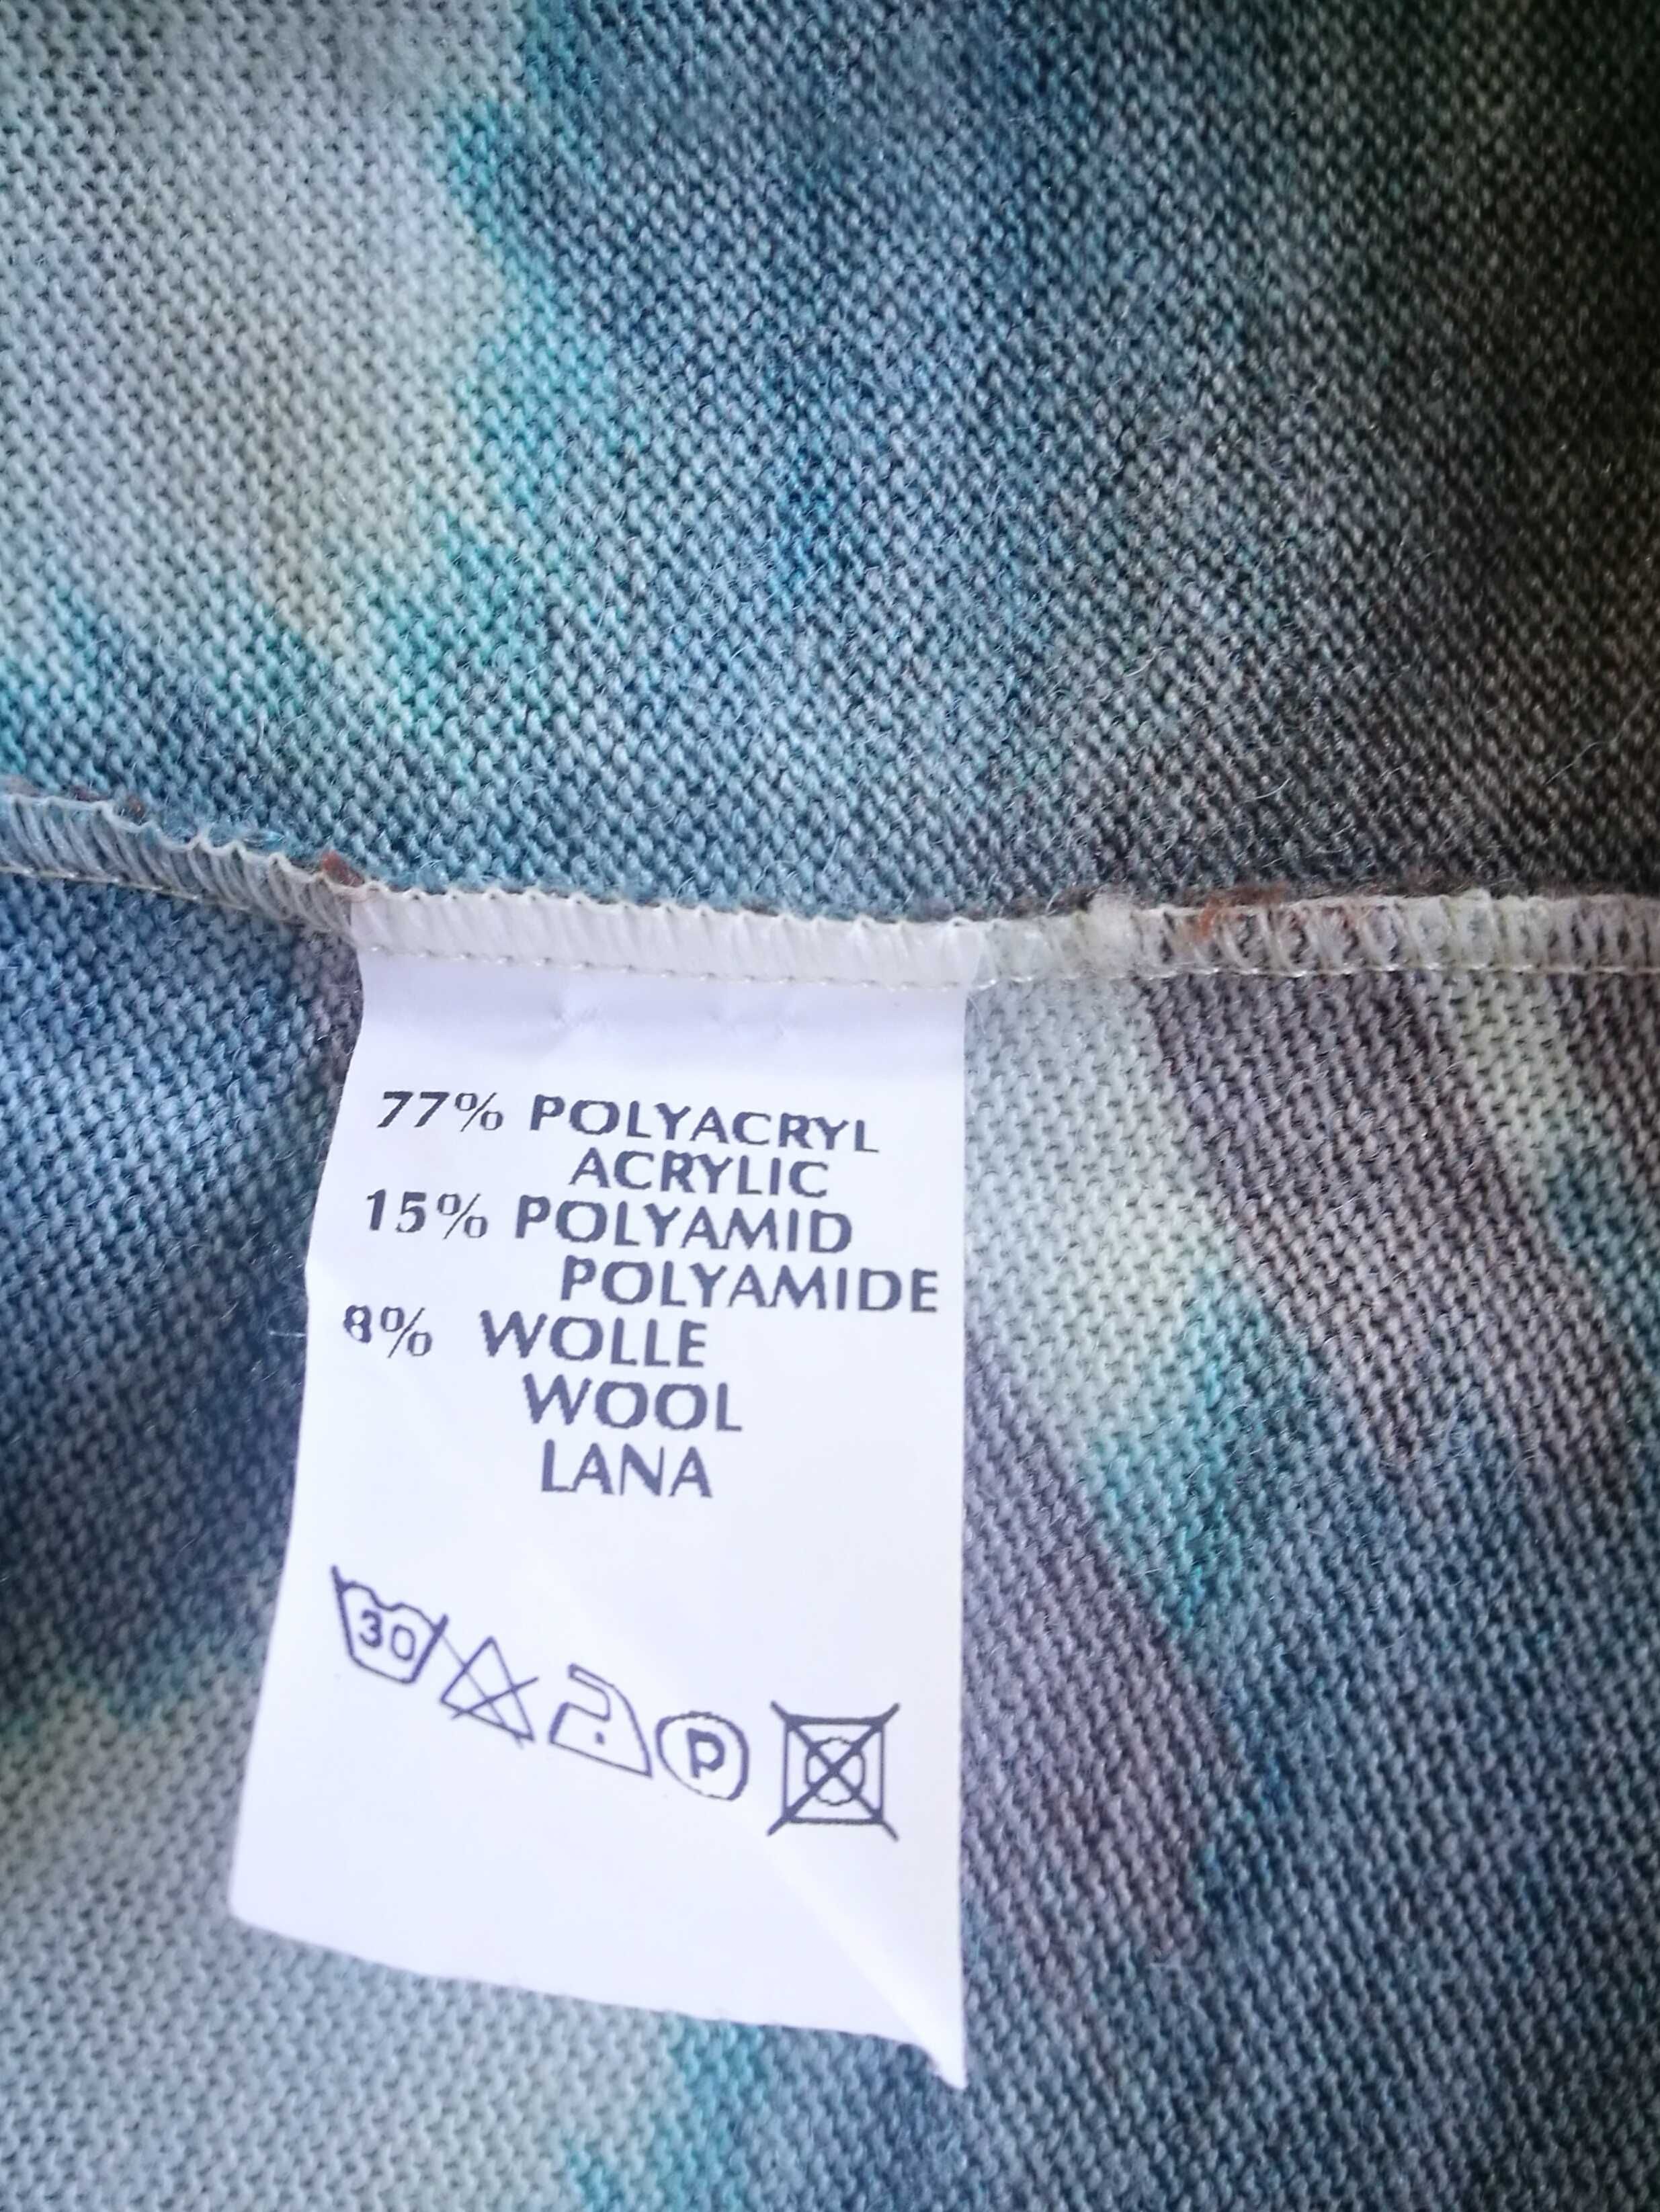 77% POLYACRYL
ACRYLIC
15% POLYAMID
POLYAMIDE
8% WOLLE
WOOL
LANA
30 P